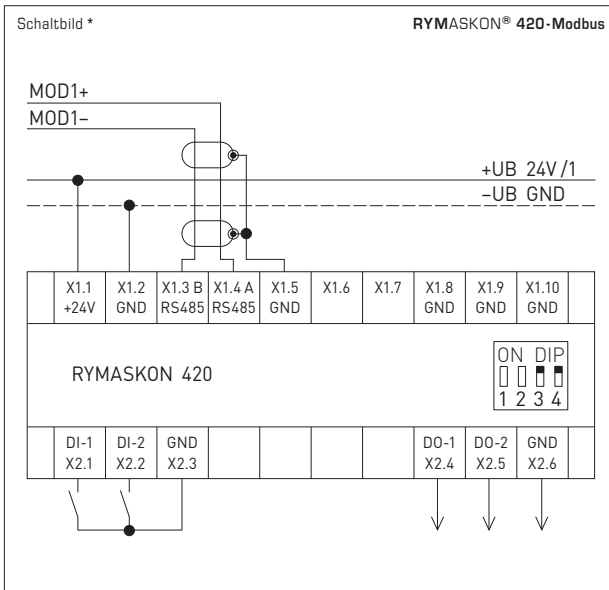 Schaltbild *
RYMASKON® 420-Modbus
MOD1+
MOD1–
+UB 24V/1
–UB GND
X1.1 X1.2 X1.3 B X1.4 A X1.5 X1.6 X1.7 X1.8 X1.9 X1.10
+24V GND RS485 RS485 GND GND GND GND
RYMASKON 420
ON DIP
1 2 3 4
DI-1 DI-2 GND DO-1 DO-2 GND
X2.1 X2.2 X2.3 X2.4 X2.5 X2.6